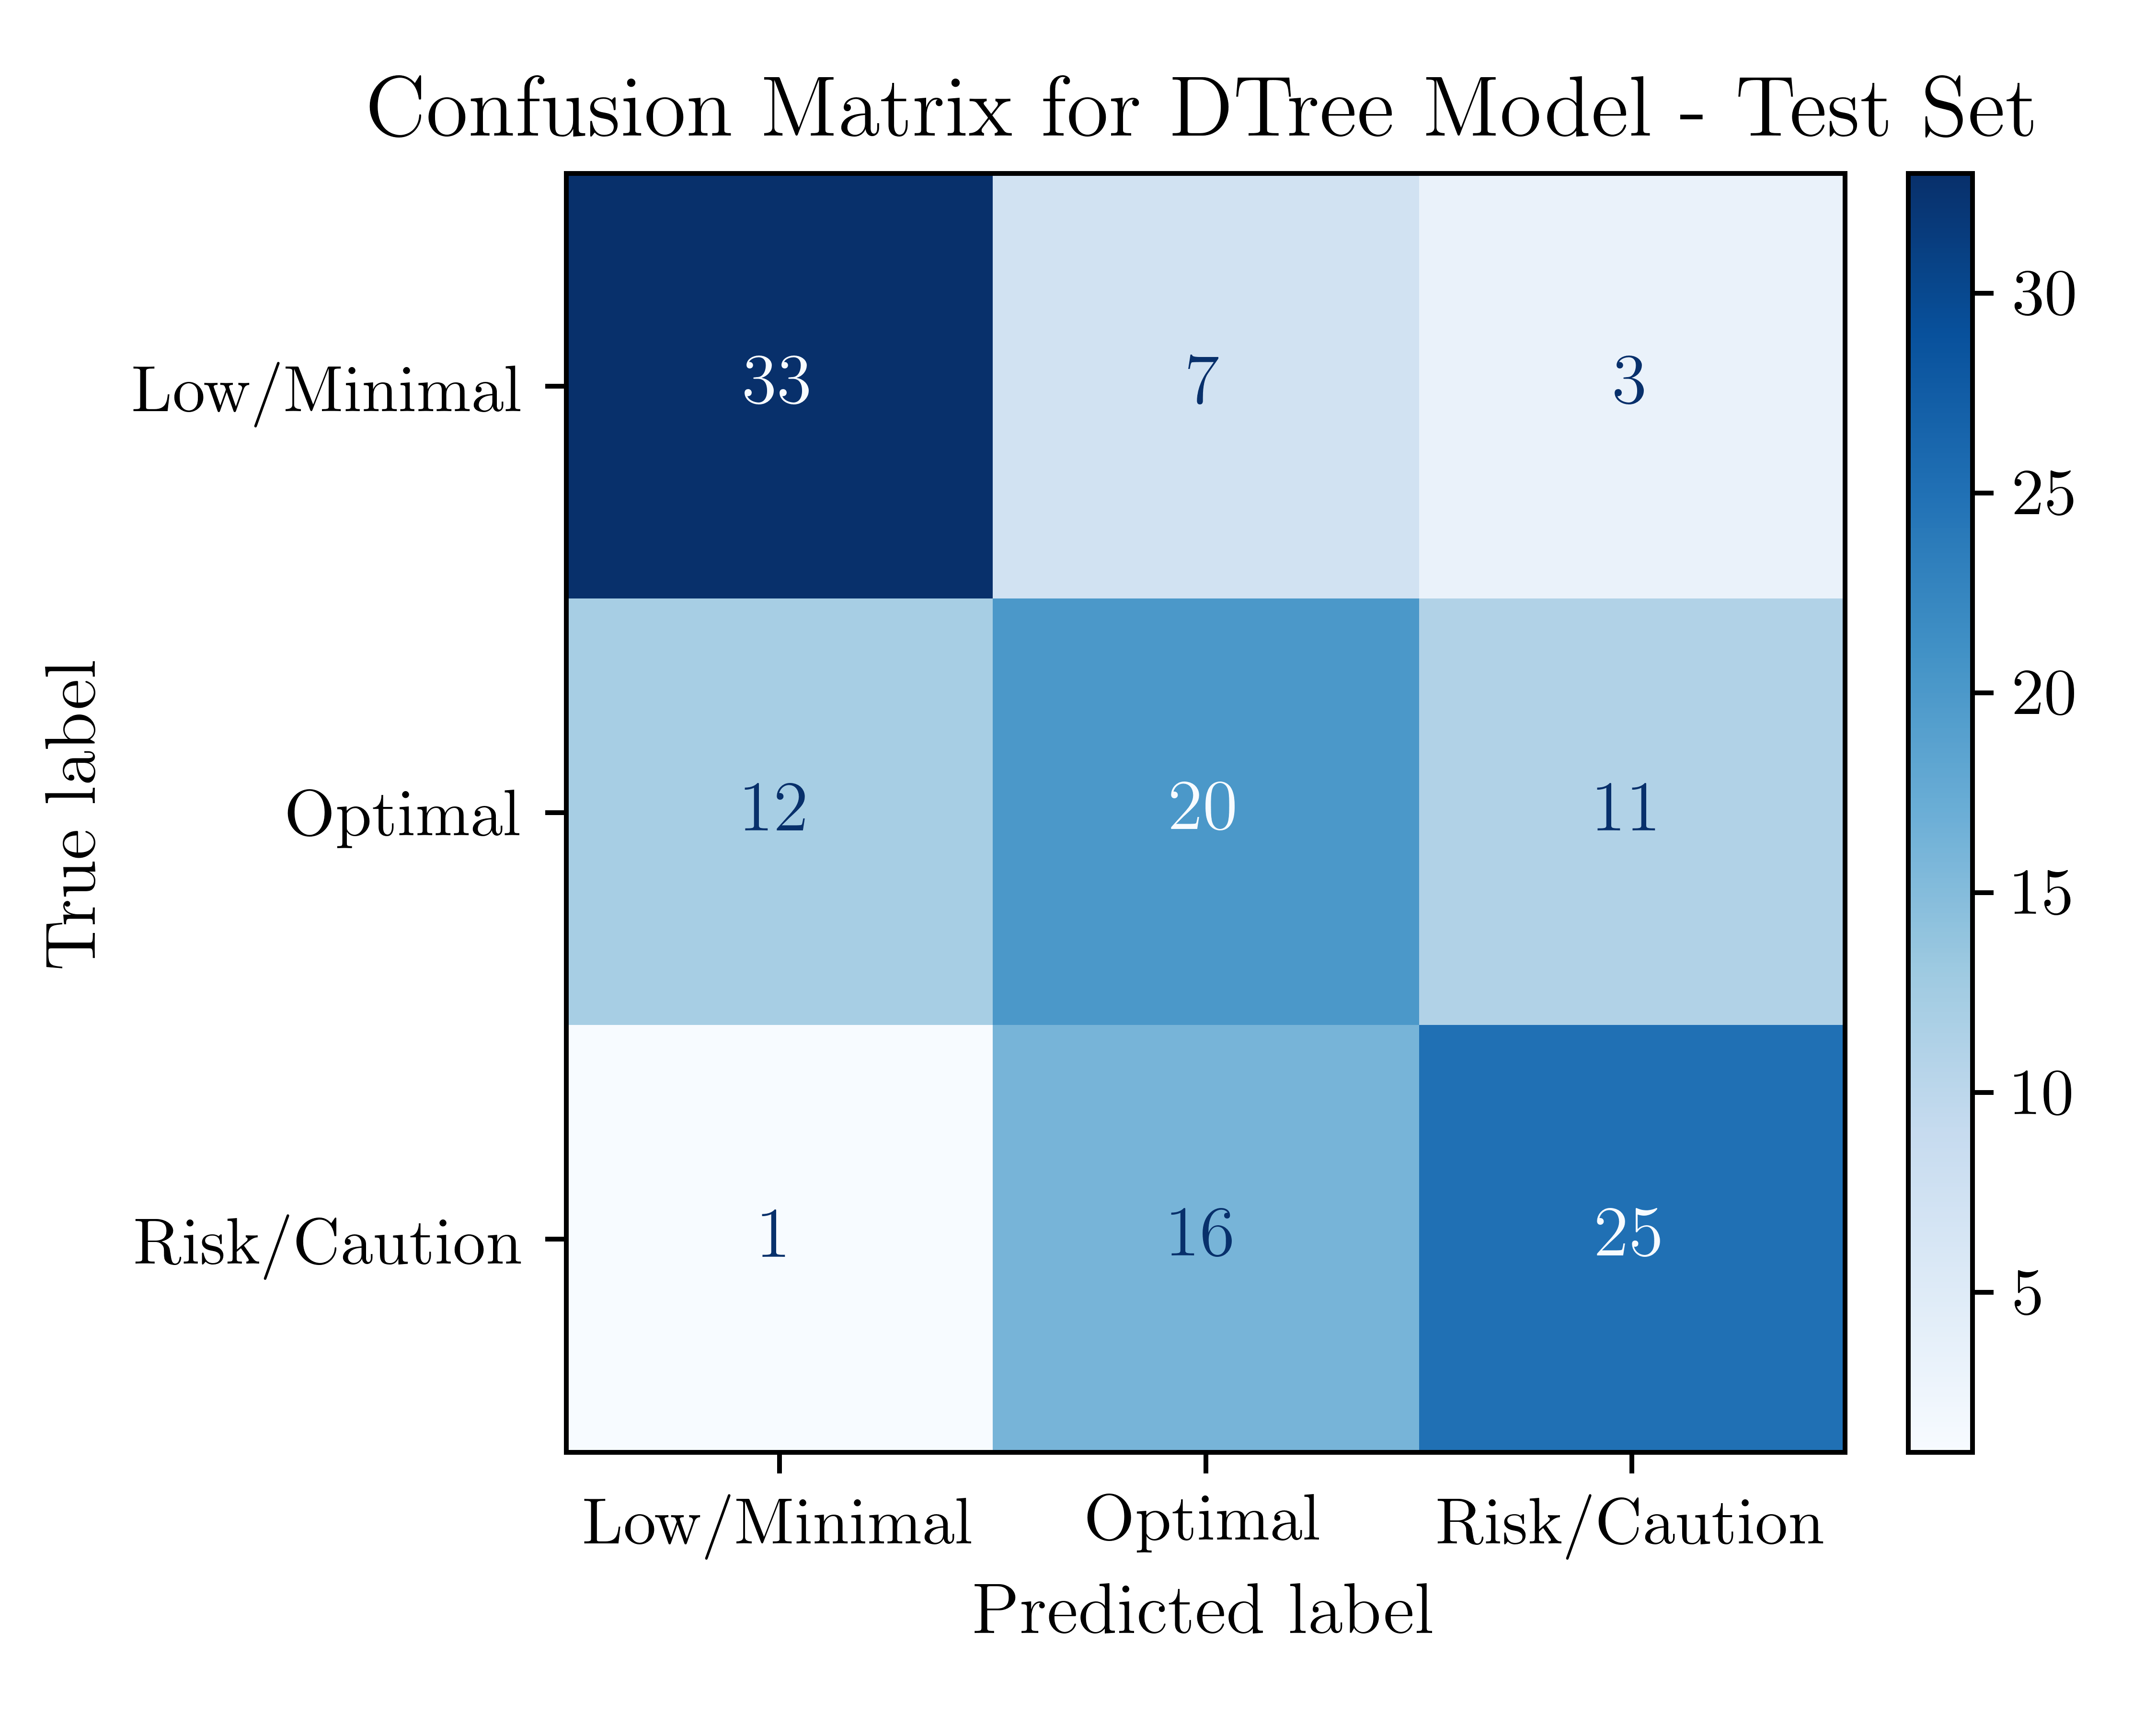 Confusion Matrix for DTree Model - Test Set
True label
Low/Minimal
33
7
3
Optimal
12
20
11
Risk/Caution
1
16
25
Low/Minimal
Optimal
Risk/Caution
Predicted label
30
25
20
15
10
5